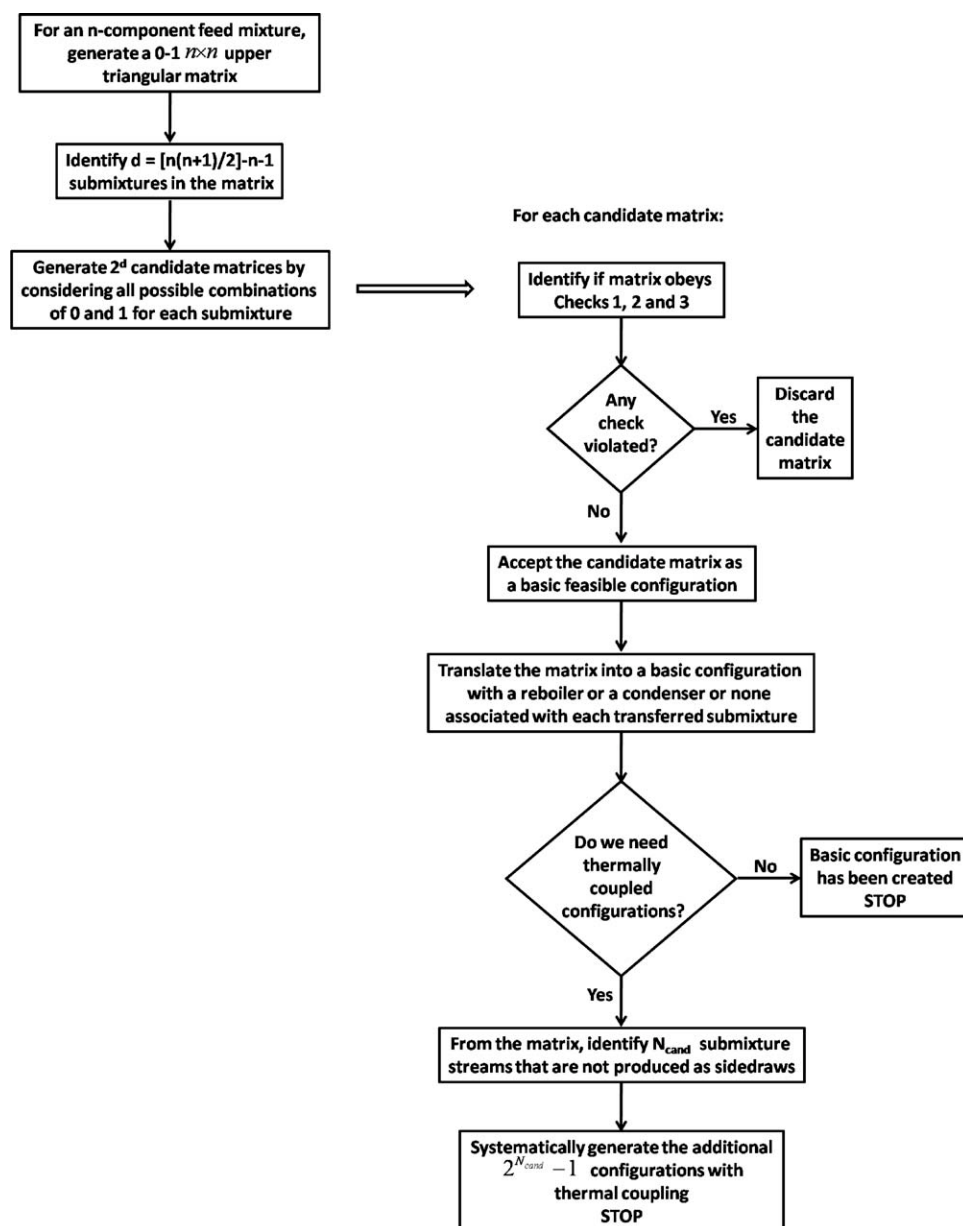 For an n-component feed mixture,
generate a 0-1 n×n upper
triangular matrix
Identify d = [n(n+1)/2]-n-1
submixtures in the matrix
Generate 2^d candidate matrices by
considering all possible combinations
of 0 and 1 for each submixture
For each candidate matrix:
Identify if matrix obeys
Checks 1, 2 and 3
Any
check
violated?
Yes
Discard
the
candidate
matrix
No
Accept the candidate matrix as
a basic feasible configuration
Translate the matrix into a basic configuration
with a reboiler or a condenser or none
associated with each transferred submixture
Do we need
thermally
coupled
configurations?
No
Basic configuration
has been created
STOP
Yes
From the matrix, identify N_cand submixture
streams that are not produced as sidedraws
Systematically generate the additional
2^{N_cand} − 1 configurations with
thermal coupling
STOP